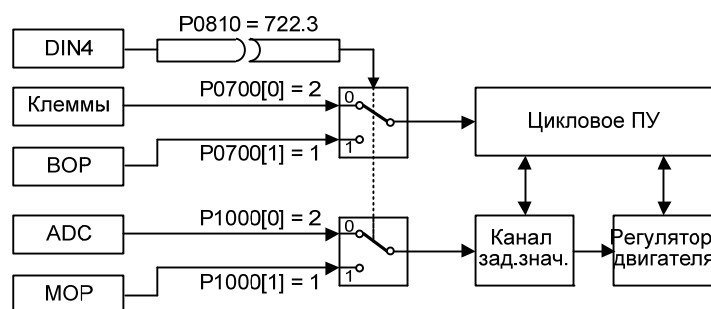 P0810 = 722.3
DIN4
Клеммы
P0700[0] = 2
0
Цикловое ПУ
BOP
P0700[1] = 1
1
ADC
P1000[0] = 2
0
Канал
зад.знач.
Регулятор
двигателя
MOP
P1000[1] = 1
1